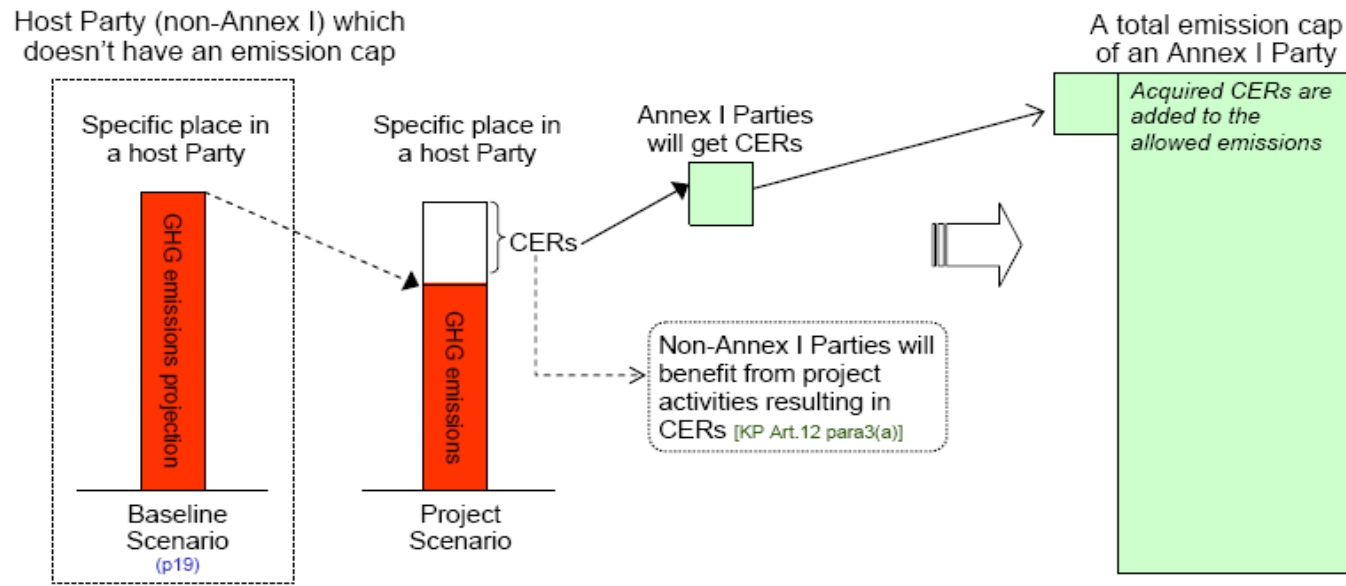 Host Party (non-Annex I) which
doesn't have an emission cap
Specific place in
a host Party
GHG emissions projection
Baseline
Scenario
(p19)
Specific place in
a host Party
CERs
GHG emissions
Project
Scenario
Annex I Parties
will get CERs
Non-Annex I Parties will
benefit from project
activities resulting in
CERs [KP Art.12 para3(a)]
A total emission cap
of an Annex I Party
Acquired CERs are
added to the
allowed emissions